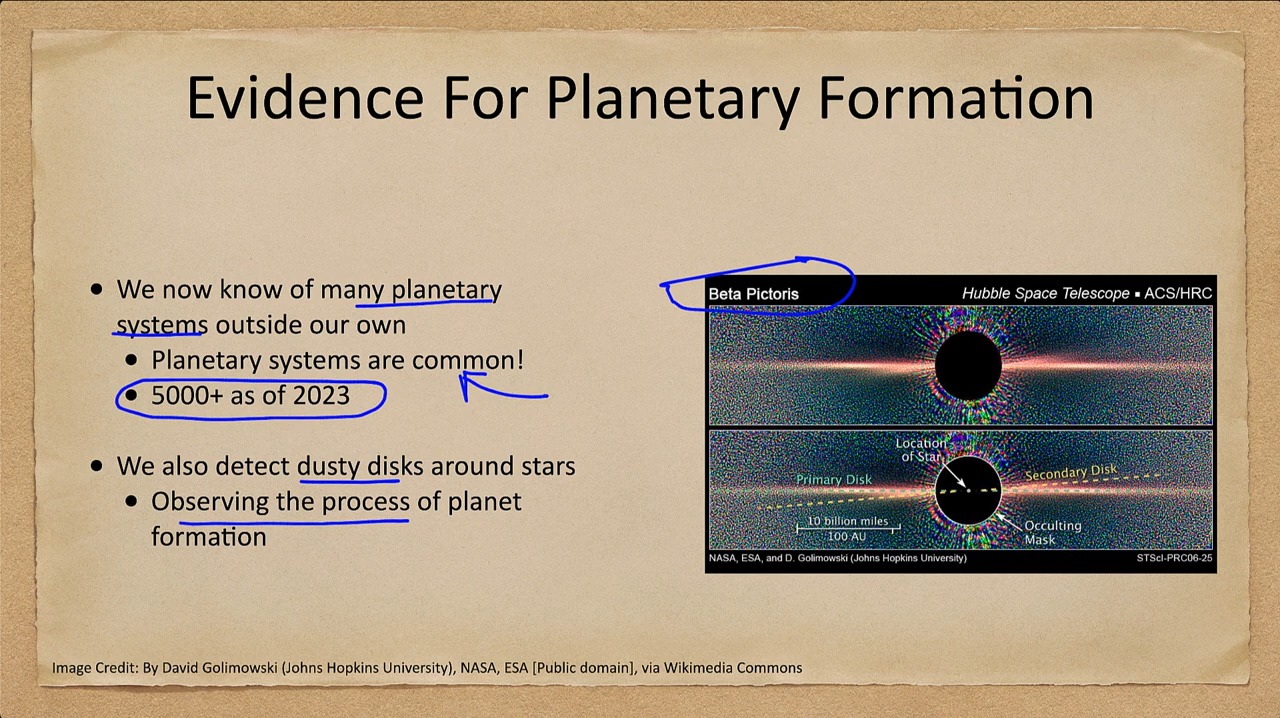 Evidence For Planetary Formation
• We now know of many planetary
systems outside our own
• Planetary systems are common!
• 5000+ as of 2023
• We also detect dusty disks around stars
• Observing the process of planet
formation
Beta Pictoris
Hubble Space Telescope ▪ ACS/HRC
Location
of Star
Primary Disk
Secondary Disk
10 billion miles
100 AU
Occulting
Mask
NASA, ESA, and D. Golimowski (Johns Hopkins University)
STScI-PRC06-25
Image Credit: By David Golimowski (Johns Hopkins University), NASA, ESA [Public domain], via Wikimedia Commons